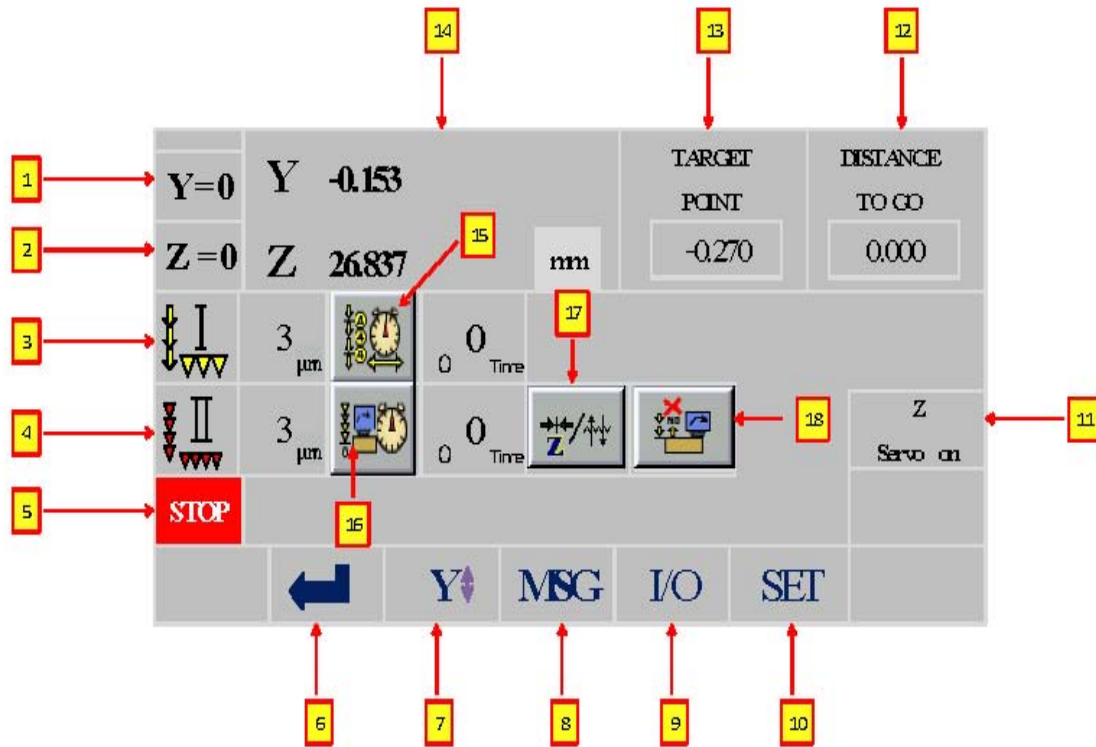 14
13
12
1
Y=0
Y -0.153
TARGET
POINT
-0.270
DISTANCE
TO GO
0.000
2
Z=0
Z 26.837
mm
15
17
3
I
3 μm
0 0 Time
4
II
3 μm
0 0 Time
Z
NO
18
Z
Servo on
11
5
STOP
16
Y
MSG
I/O
SET
6
7
8
9
10